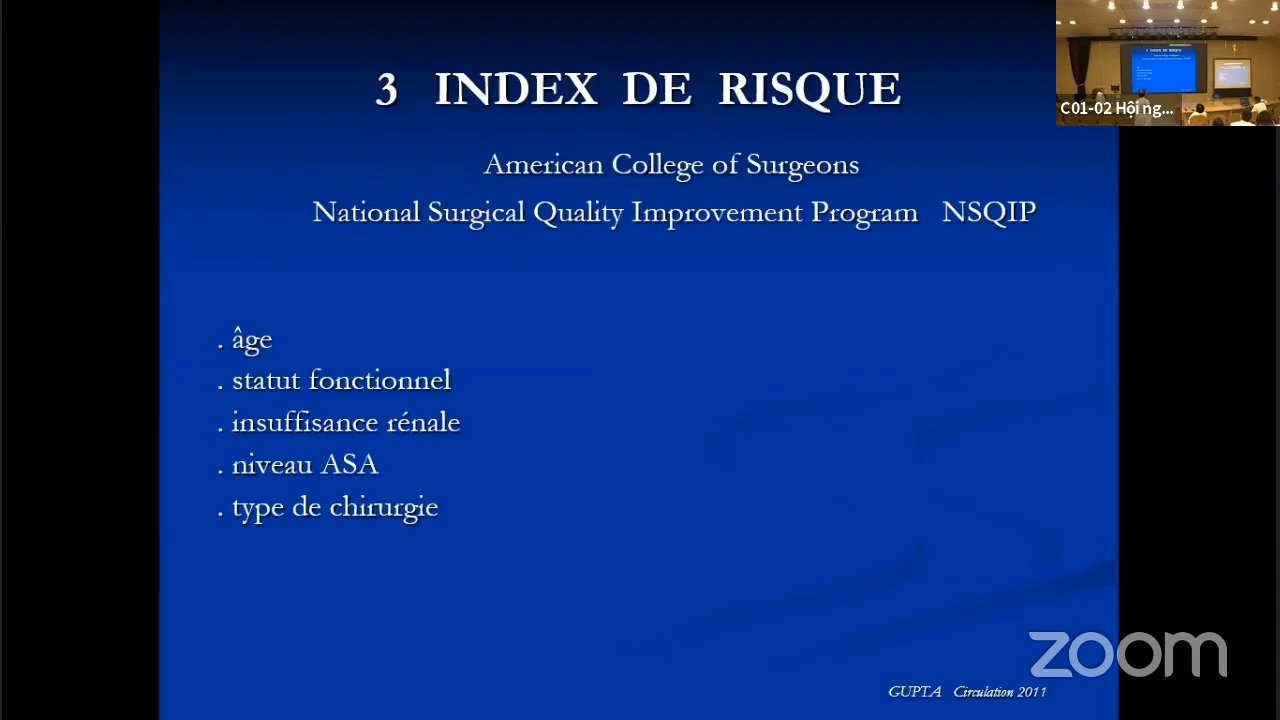 3 INDEX DE RISQUE
American College of Surgeons
National Surgical Quality Improvement Program NSQIP
. âge
. statut fonctionnel
. insuffisance rénale
. niveau ASA
. type de chirurgie
GUPTA Circulation 2011
C01-02 Hội ng...
zoom